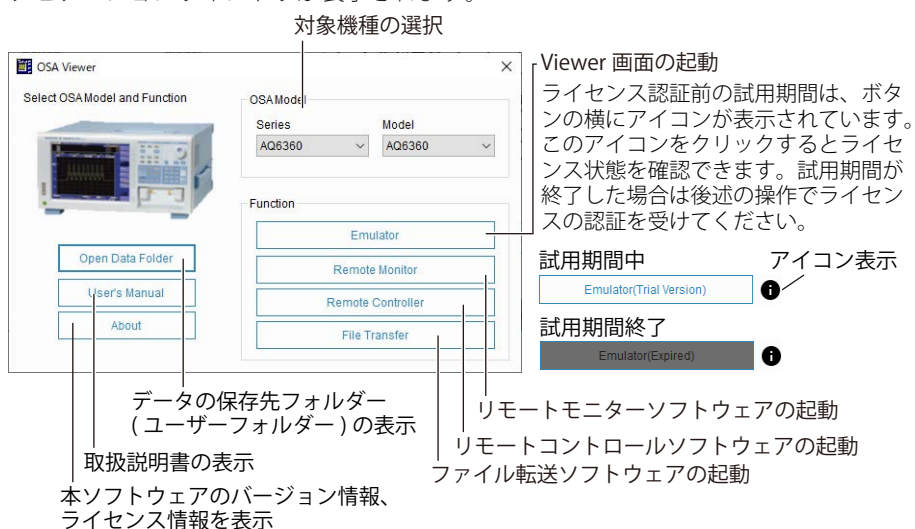 対象機種の選択
OSA Viewer
Select OSA Model and Function
OSA Model
Series
Model
AQ6360
AQ6360
Function
Emulator
Remote Monitor
Remote Controller
File Transfer
Open Data Folder
User's Manual
About
Viewer 画面の起動
ライセンス認証前の試用期間は、ボタ
ンの横にアイコンが表示されています。
このアイコンをクリックするとライセ
ンス状態を確認できます。試用期間が
終了した場合は後述の操作でライセン
スの認証を受けてください。
試用期間中
アイコン表示
Emulator(Trial Version)
試用期間終了
Emulator(Expired)
データの保存先フォルダー
( ユーザーフォルダー ) の表示
取扱説明書の表示
本ソフトウェアのバージョン情報、
ライセンス情報を表示
リモートモニターソフトウェアの起動
リモートコントロールソフトウェアの起動
ファイル転送ソフトウェアの起動